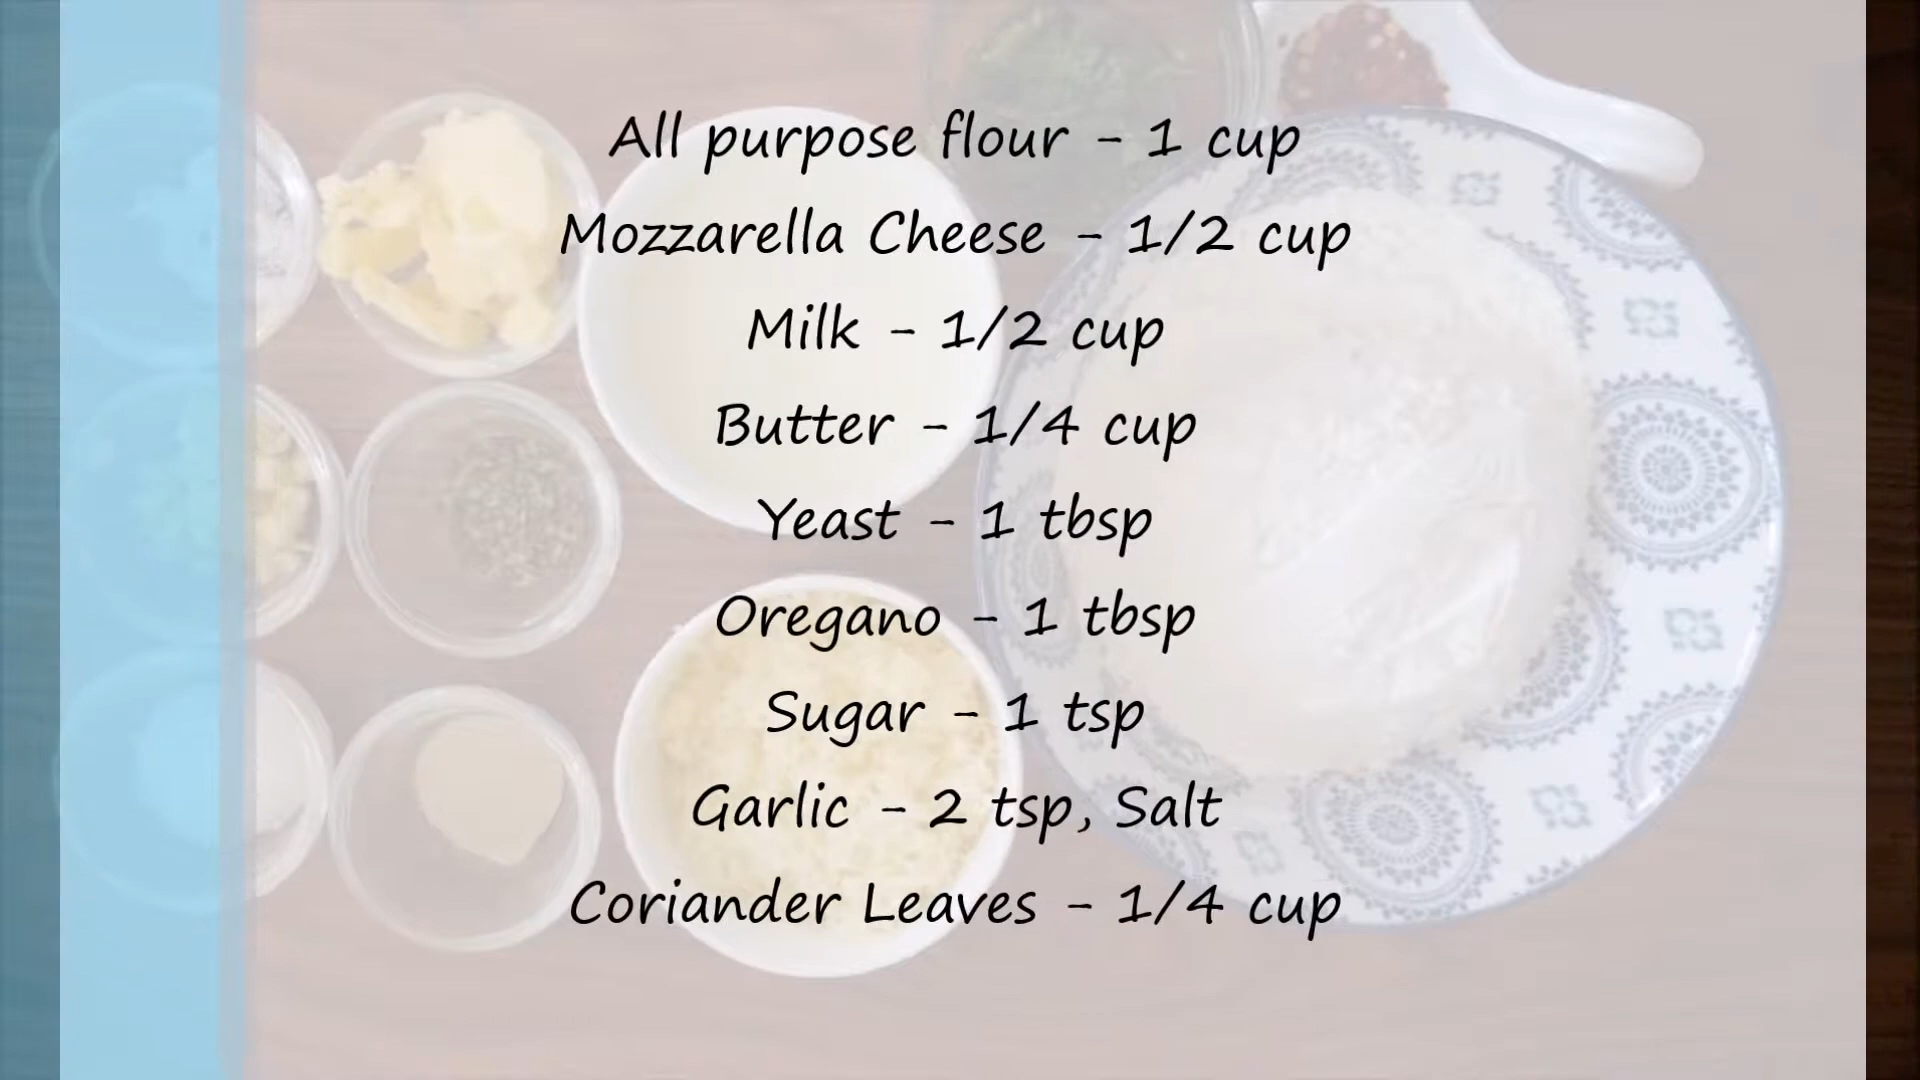 All purpose flour - 1 cup
Mozzarella Cheese - 1/2 cup
Milk - 1/2 cup
Butter - 1/4 cup
Yeast - 1 tbsp
Oregano - 1 tbsp
Sugar - 1 tsp
Garlic - 2 tsp, Salt
Coriander Leaves - 1/4 cup